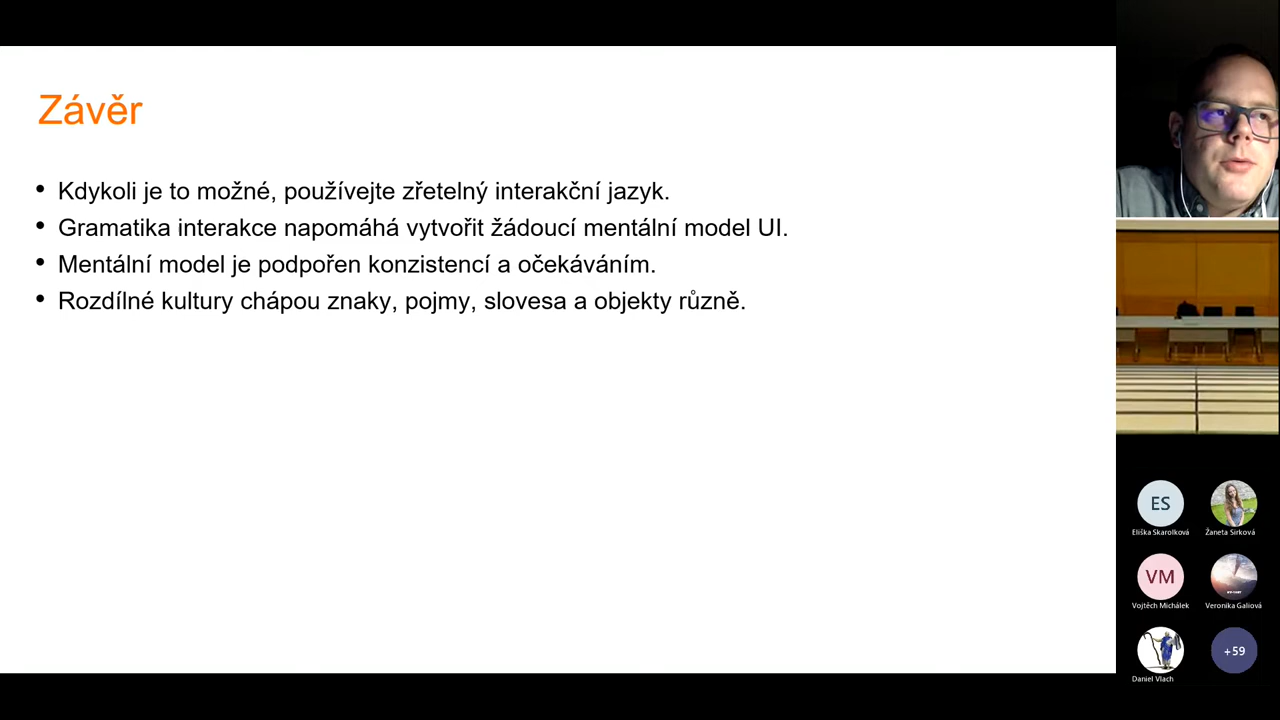 Závěr
• Kdykoli je to možné, používejte zřetelný interakční jazyk.
• Gramatika interakce napomáhá vytvořit žádoucí mentální model UI.
• Mentální model je podpořen konzistencí a očekáváním.
• Rozdílné kultury chápou znaky, pojmy, slovesa a objekty různě.
ES
Eliška Skarolková
Žaneta Sirková
VM
Vojtěch Michálek
Veronika Galiová
Daniel Vlach
+59